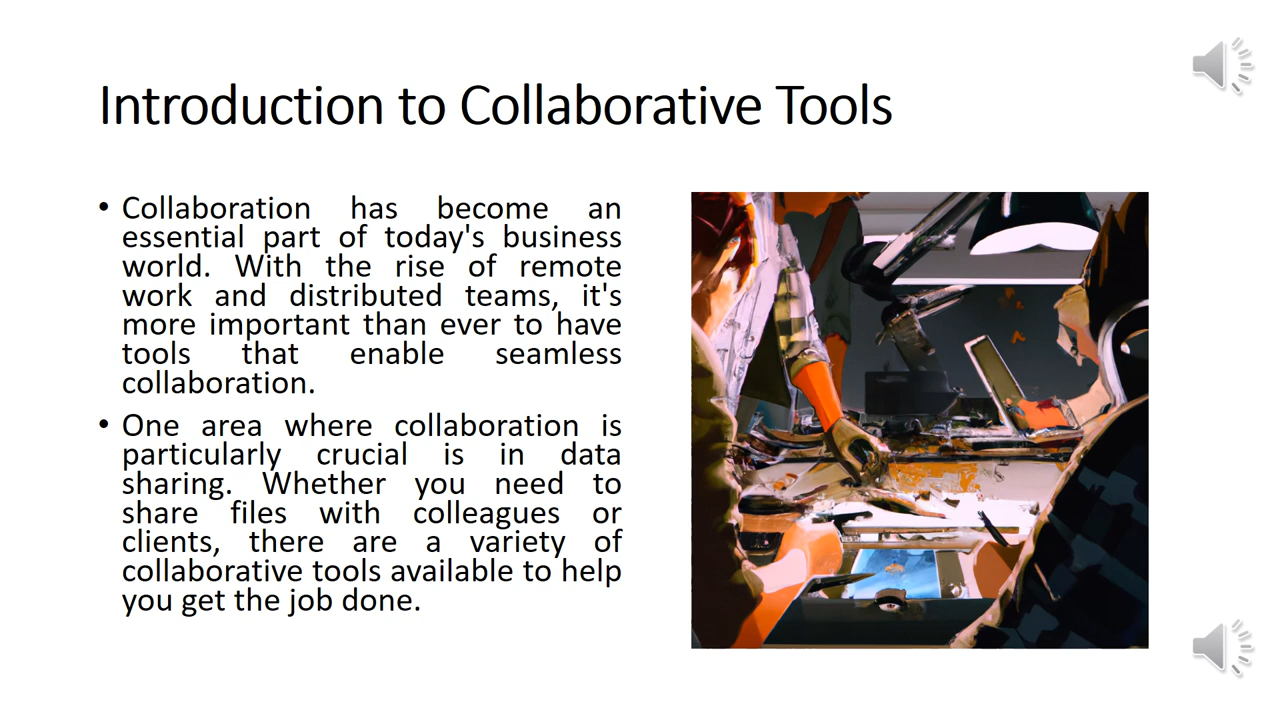 Introduction to Collaborative Tools
• Collaboration has become an
essential part of today's business
world. With the rise of remote
work and distributed teams, it's
more important than ever to have
tools that enable seamless
collaboration.
• One area where collaboration is
particularly crucial is in data
sharing. Whether you need to
share files with colleagues or
clients, there are a variety of
collaborative tools available to help
you get the job done.